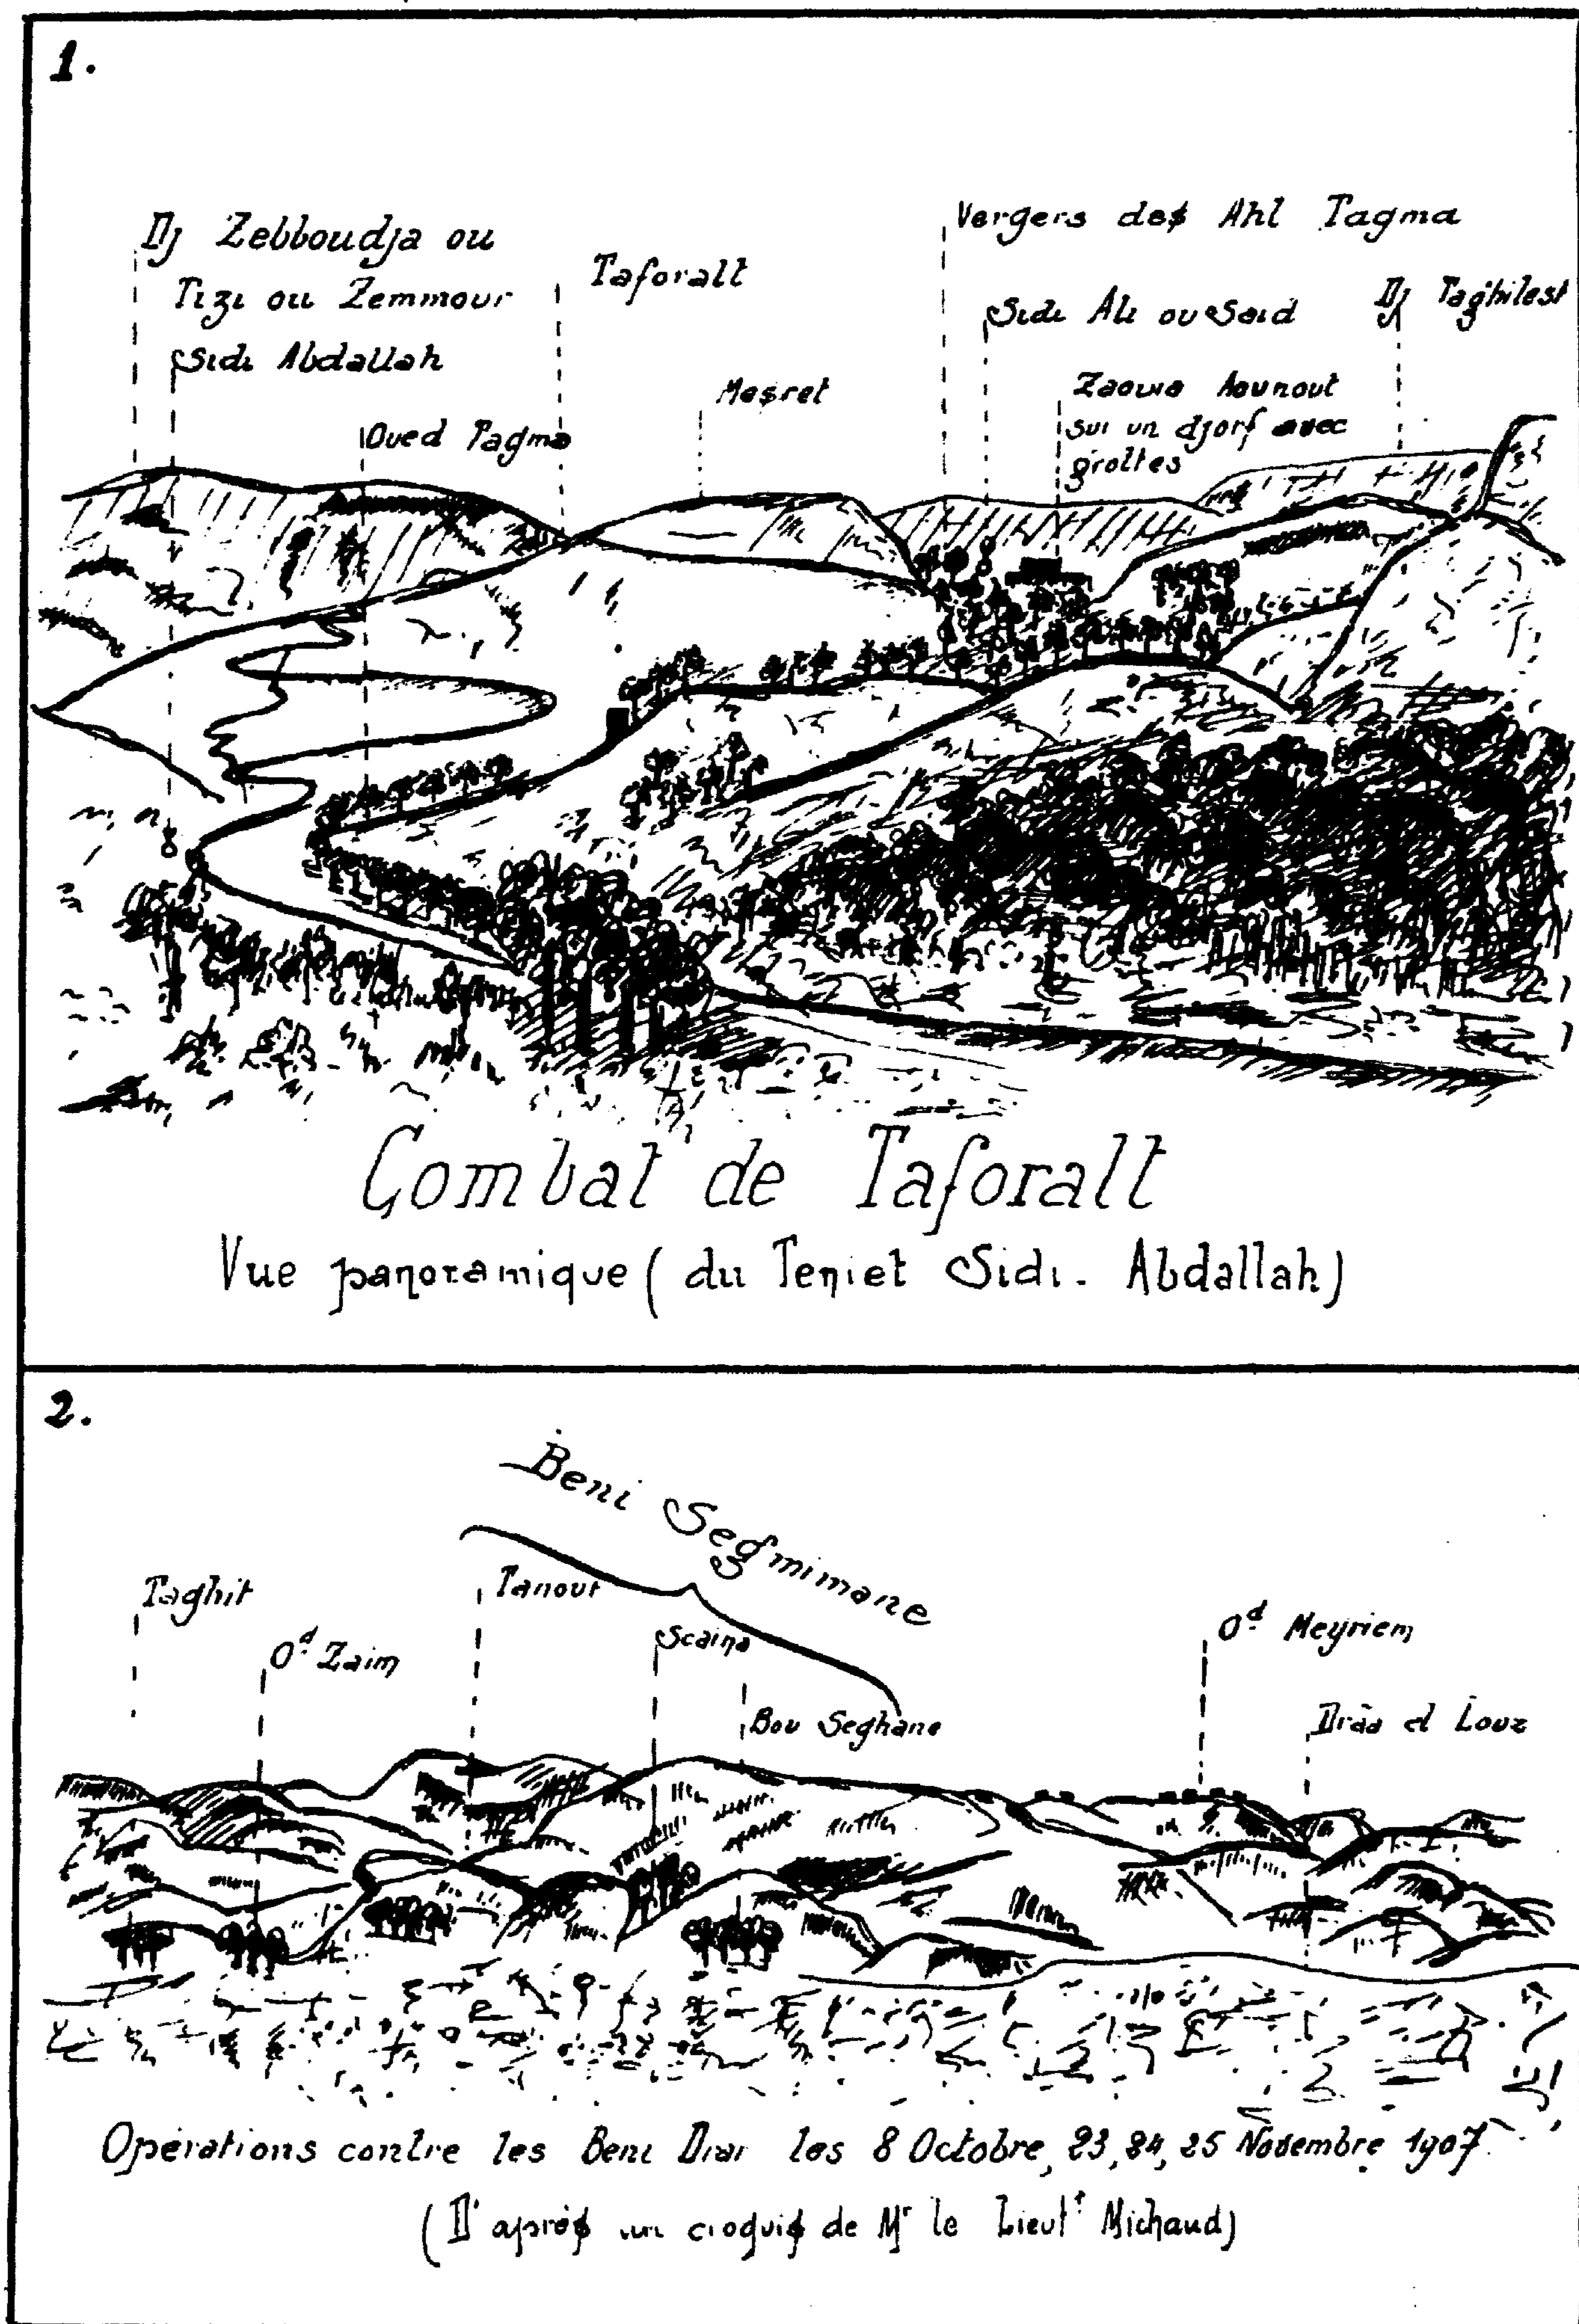 1.
Dj Zebboudja ou
Tizi ou Zemmour
Sidi Abdallah
Oued Tagma
Taforalt
Mesret
Vergers des Ahl Tagma
Sidi Ali ou Said
Zaouia Aounout
sur un djorf avec
grottes
Dj Taghilest
Combat de Taforalt
Vue panoramique ( du Teniet Sidi. Abdallah)
2.
Beni Segmimane
Taghit
Od Zaim
Tanout
Scaina
Bou Seghane
Od Meyriem
Drâa el Louz
Opérations contre les Beni Drar les 8 Octobre, 23, 24, 25 Novembre 1907
(D'après un croquis de Mr le Lieut Michaud)